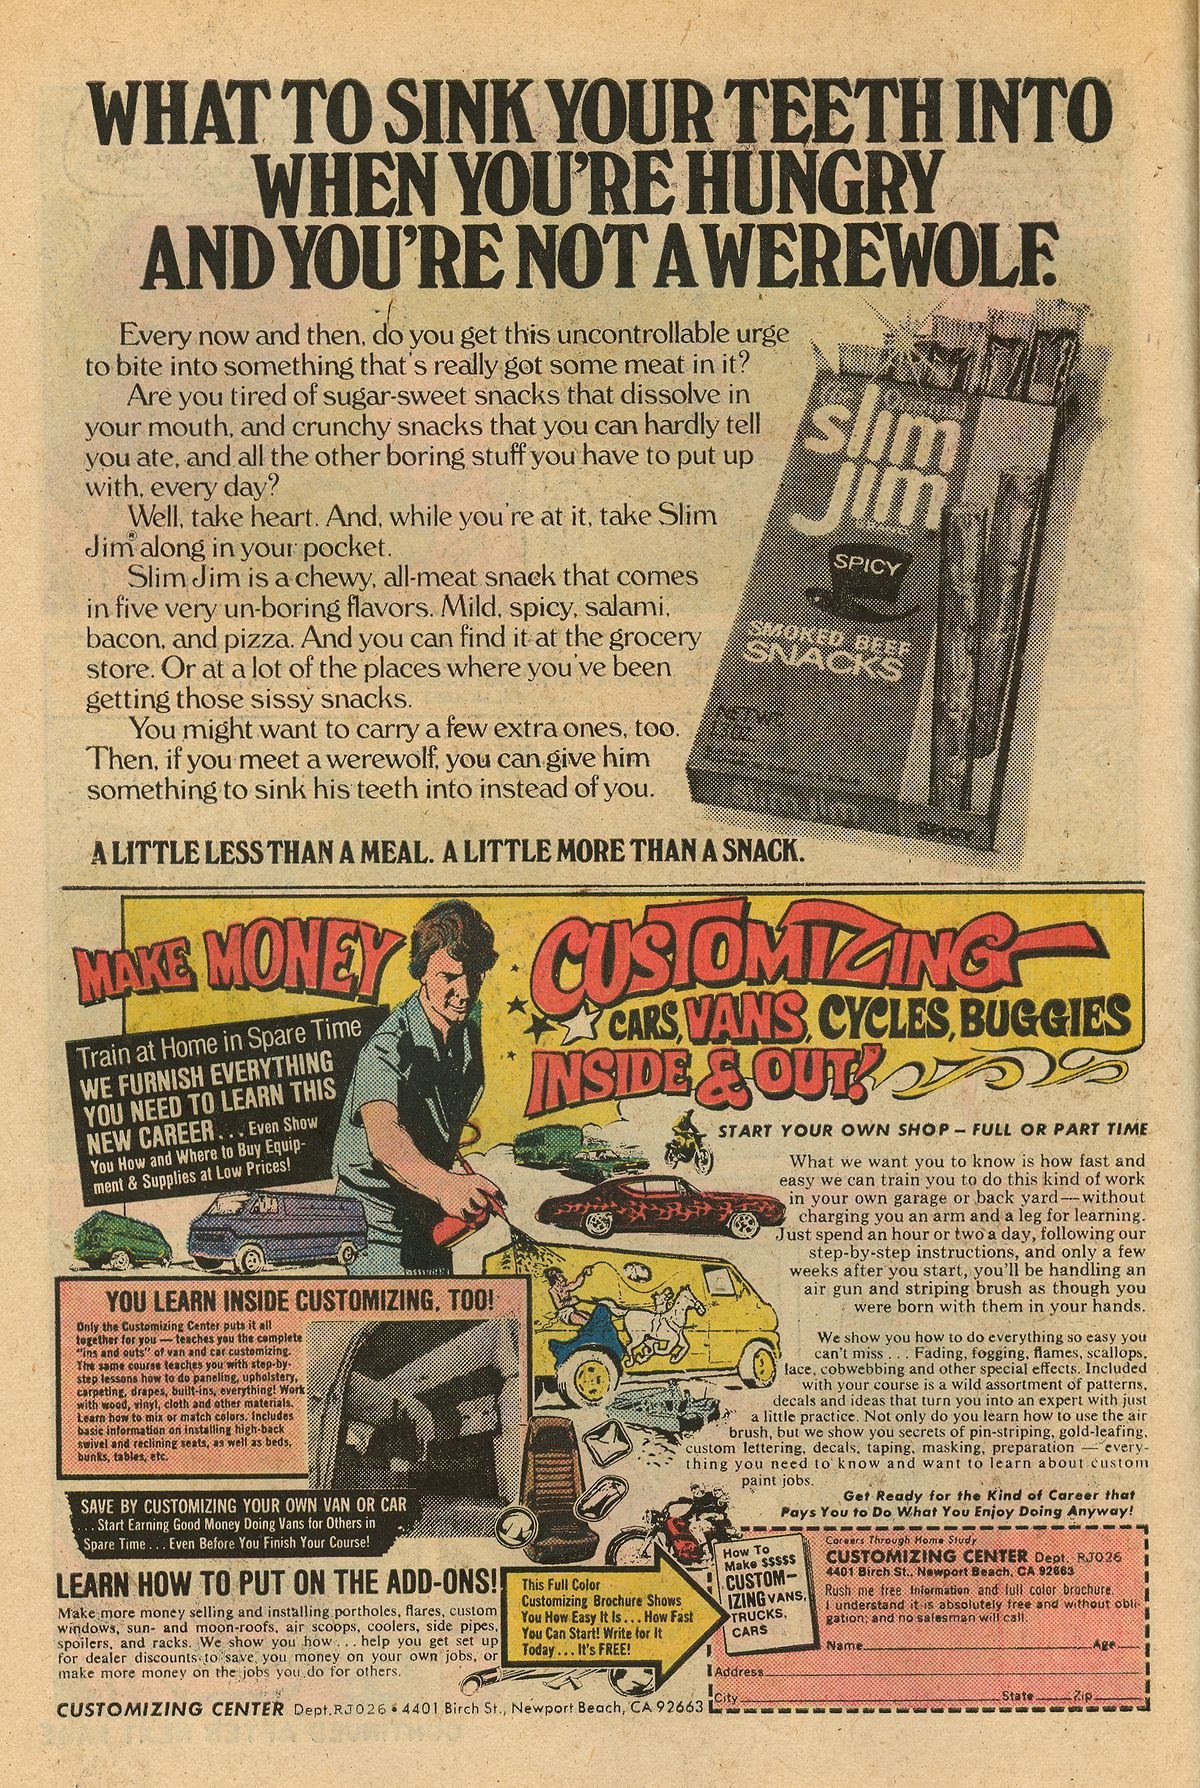 WHAT TO SINK YOUR TEETH INTO
WHEN YOU'RE HUNGRY
AND YOU'RE NOT A WEREWOLF.
Every now and then, do you get this uncontrollable urge
to bite into something that's really got some meat in it?
Are you tired of sugar-sweet snacks that dissolve in
your mouth, and crunchy snacks that you can hardly tell
you ate, and all the other boring stuff you have to put up
with, every day?
Well, take heart. And, while you're at it, take Slim
Jim® along in your pocket.
Slim Jim is a chewy, all-meat snack that comes
in five very un-boring flavors. Mild, spicy, salami,
bacon, and pizza. And you can find it at the grocery
store. Or at a lot of the places where you've been
getting those sissy snacks.
You might want to carry a few extra ones, too.
Then, if you meet a werewolf, you can give him
something to sink his teeth into instead of you.
slim
jim
SPICY
SMOKED BEEF
SNACKS
NET WT.
SPICY
A LITTLE LESS THAN A MEAL. A LITTLE MORE THAN A SNACK.
MAKE MONEY
CUSTOMIZING
CARS, VANS, CYCLES, BUGGIES
INSIDE & OUT!
Train at Home in Spare Time
WE FURNISH EVERYTHING
YOU NEED TO LEARN THIS
NEW CAREER... Even Show
You How and Where to Buy Equip-
ment & Supplies at Low Prices!
START YOUR OWN SHOP – FULL OR PART TIME
What we want you to know is how fast and
easy we can train you to do this kind of work
in your own garage or back yard—without
charging you an arm and a leg for learning.
Just spend an hour or two a day, following our
step-by-step instructions, and only a few
weeks after you start, you'll be handling an
air gun and striping brush as though you
were born with them in your hands.
We show you how to do everything so easy you
can't miss... Fading, fogging, flames, scallops,
lace, cobwebbing and other special effects. Included
with your course is a wild assortment of patterns,
decals and ideas that turn you into an expert with just
a little practice. Not only do you learn how to use the air
brush, but we show you secrets of pin-striping, gold-leafing,
custom lettering, decals, taping, masking, preparation — every-
thing you need to know and want to learn about custom
paint jobs.
Get Ready for the Kind of Career that
Pays You to Do What You Enjoy Doing Anyway!
YOU LEARN INSIDE CUSTOMIZING, TOO!
Only the Customizing Center puts it all
together for you — teaches you the complete
"ins and outs" of van and car customizing.
The same course teaches you with step-by-
step lessons how to do paneling, upholstery,
carpeting, drapes, built-ins, everything! Work
with wood, vinyl, cloth and other materials.
Learn how to mix or match colors. Includes
basic information on installing high-back
swivel and reclining seats, as well as beds,
bunks, tables, etc.
SAVE BY CUSTOMIZING YOUR OWN VAN OR CAR
... Start Earning Good Money Doing Vans for Others in
Spare Time... Even Before You Finish Your Course!
LEARN HOW TO PUT ON THE ADD-ONS!
Make more money selling and installing portholes, flares, custom
windows, sun- and moon-roofs, air scoops, coolers, side pipes,
spoilers, and racks. We show you how... help you get set up
for dealer discounts to save you money on your own jobs, or
make more money on the jobs you do for others.
CUSTOMIZING CENTER Dept. RJ026 • 4401 Birch St., Newport Beach, CA 92663
This Full Color
Customizing Brochure Shows
You How Easy It Is... How Fast
You Can Start! Write for It
Today... It's FREE!
How To
Make $$$$$
CUSTOM-
IZING VANS,
TRUCKS,
CARS
Careers Through Home Study
CUSTOMIZING CENTER Dept. RJ026
4401 Birch St., Newport Beach, CA 92663
Rush me free information and full color brochure.
I understand it is absolutely free and without obli-
gation; and no salesman will call.
Name Age
Address
City State Zip